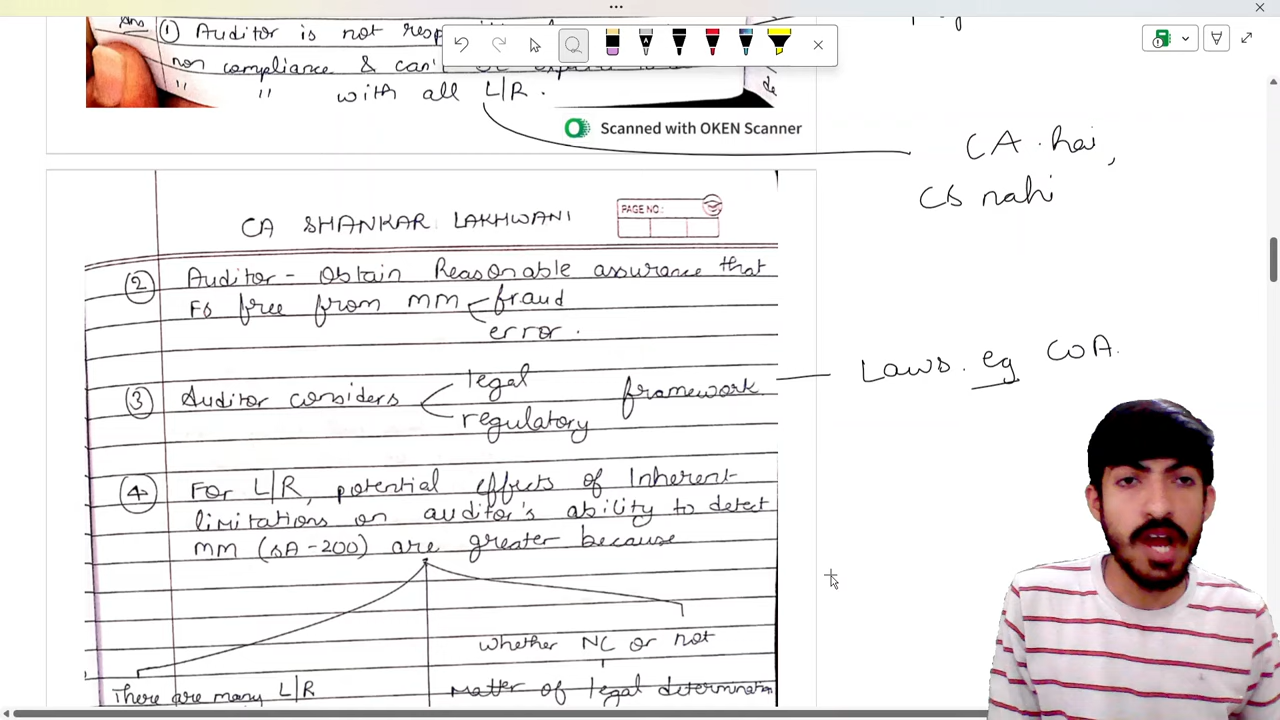 Ans ① Auditor is not resp
non compliance & can'
" " with all L/R.
Scanned with OKEN Scanner
CA hai,
CS nahi
CA SHANKAR LAKHWANI
PAGE NO.:
② Auditor - Obtain Reasonable assurance that
FS free from MM fraud
error.
③ Auditor considers legal
regulatory framework
Laws. eg COA.
④ For L/R, potential effects of Inherent
limitations on auditor's ability to detect
MM (SA-200) are greater because
Whether NC or not
There are many L/R
Matter of legal determination